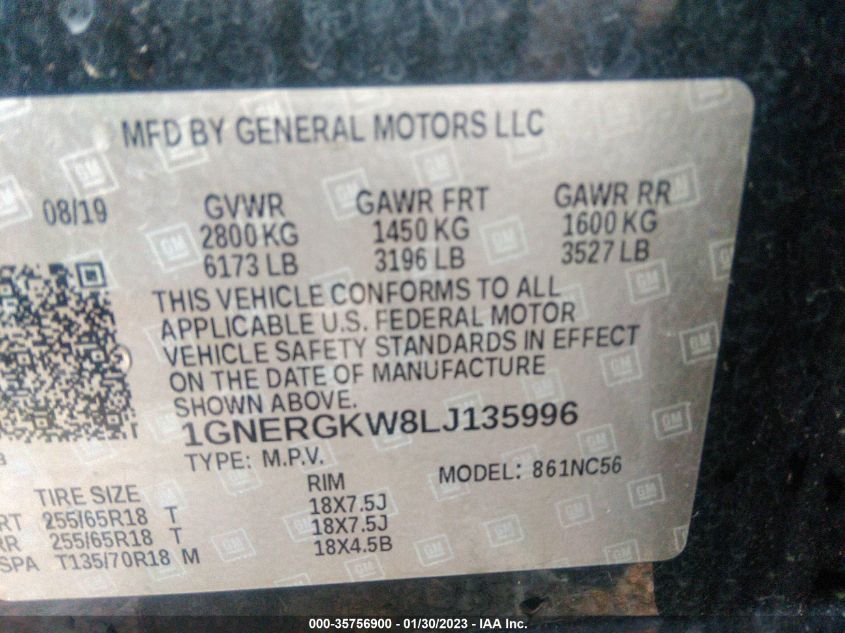 MFD BY GENERAL MOTORS LLC
08/19 GVWR GAWR FRT GAWR RR
2800 KG 1450 KG 1600 KG
6173 LB 3196 LB 3527 LB
THIS VEHICLE CONFORMS TO ALL
APPLICABLE U.S. FEDERAL MOTOR
VEHICLE SAFETY STANDARDS IN EFFECT
ON THE DATE OF MANUFACTURE
SHOWN ABOVE.
1GNERGKW8LJ135996
TYPE: M.P.V. MODEL: 861NC56
TIRE SIZE RIM
RT 255/65R18 T 18X7.5J
RR 255/65R18 T 18X7.5J
SPA T135/70R18 M 18X4.5B
000-35756900 - 01/30/2023 - IAA Inc.